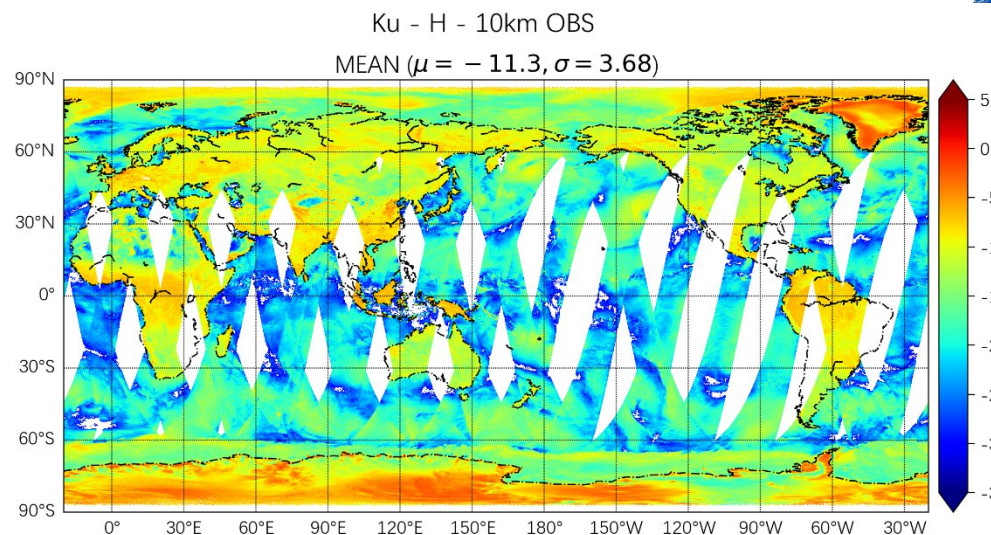 Ku - H - 10km OBS
MEAN (μ = − 11.3, σ = 3.68)
90°N
60°N
30°N
0°
30°S
60°S
90°S
0° 30°E 60°E 90°E 120°E 150°E 180° 150°W 120°W 90°W 60°W 30°W
5
0